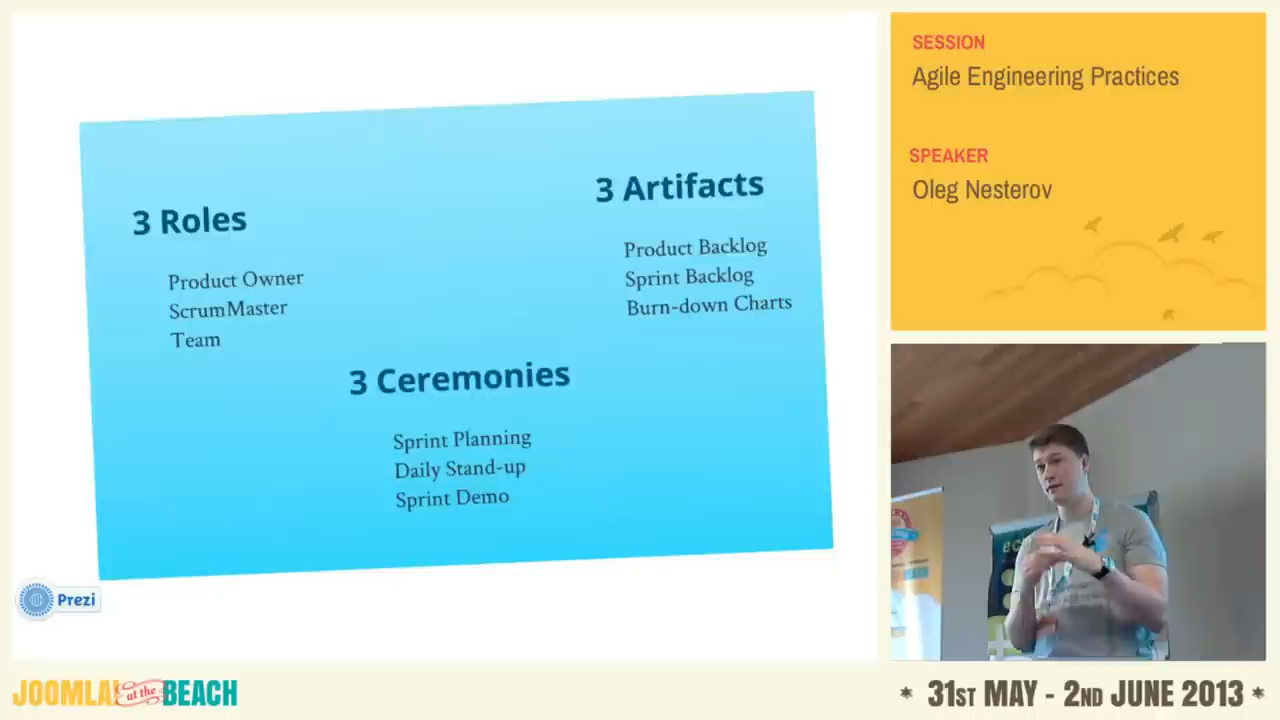 3 Roles
Product Owner
ScrumMaster
Team
3 Artifacts
Product Backlog
Sprint Backlog
Burn-down Charts
3 Ceremonies
Sprint Planning
Daily Stand-up
Sprint Demo
Prezi
SESSION
Agile Engineering Practices
SPEAKER
Oleg Nesterov
JOOMLA! at the BEACH
* 31ST MAY - 2ND JUNE 2013 *